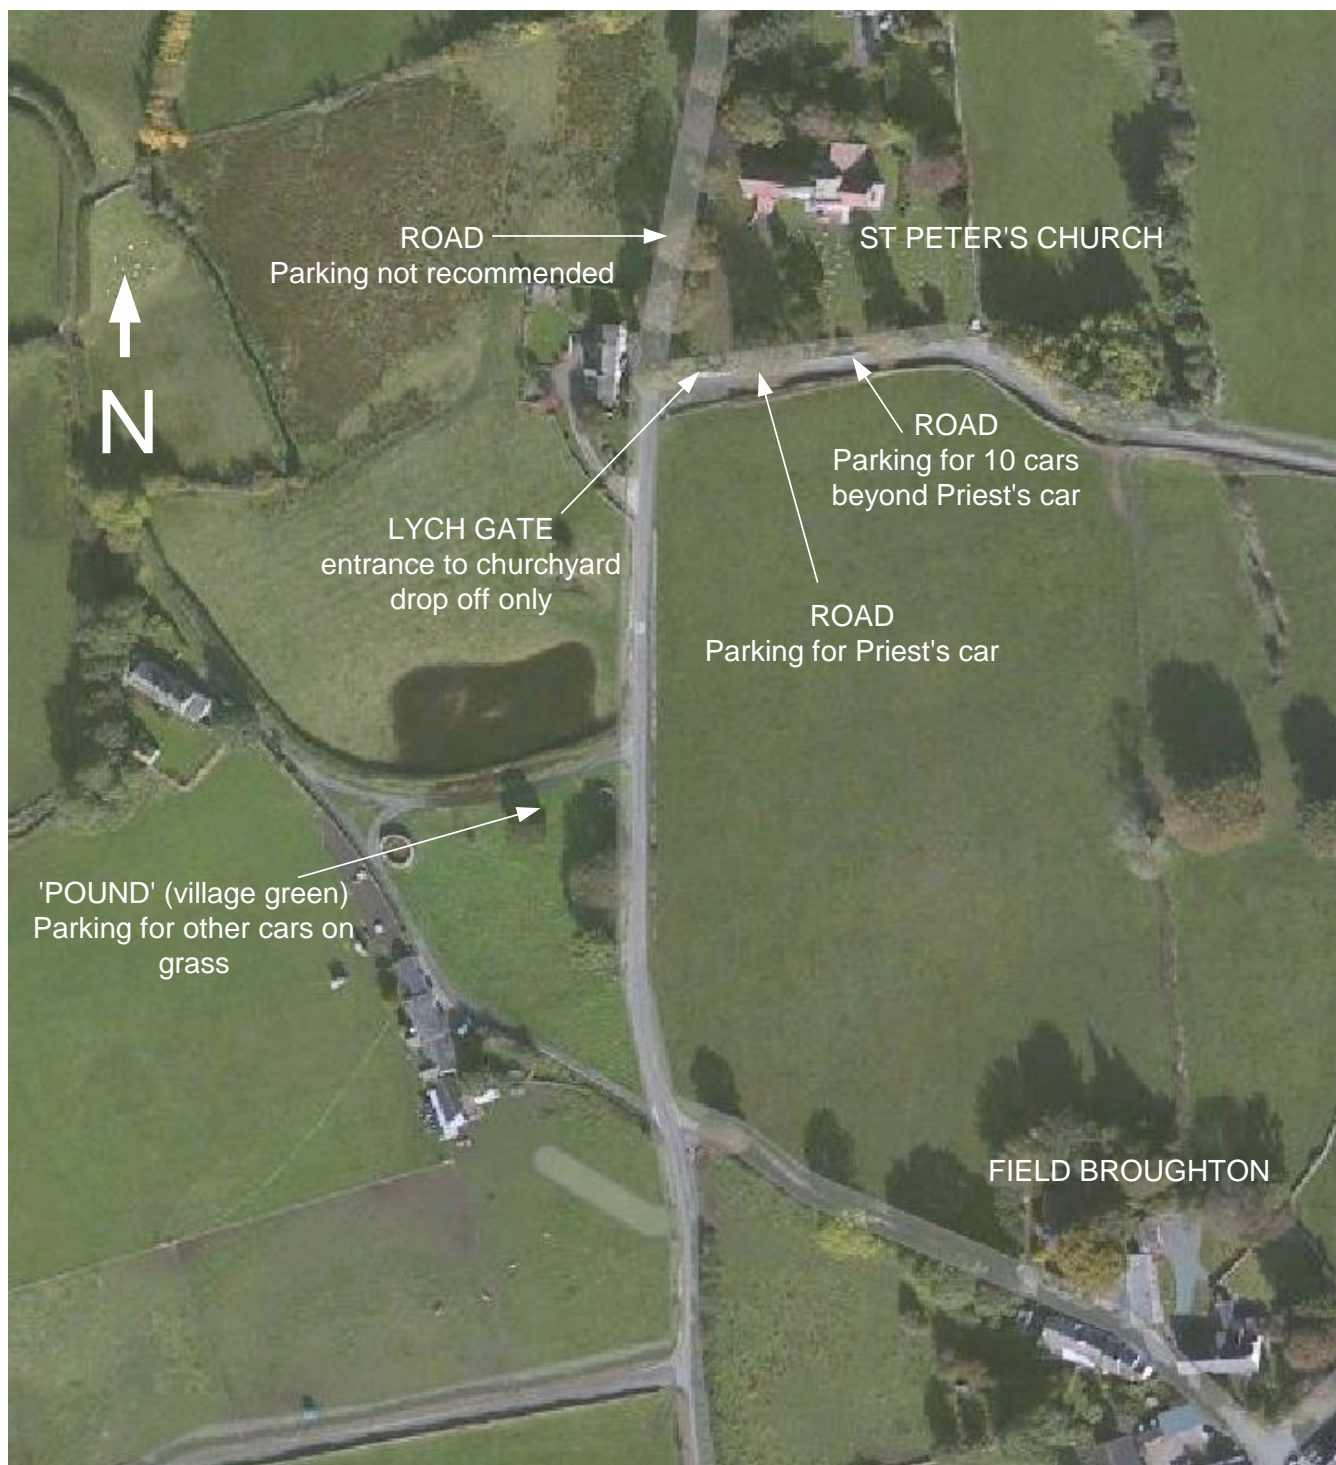 ROAD
Parking not recommended
ST PETER'S CHURCH
N
ROAD
Parking for 10 cars
beyond Priest's car
LYCH GATE
entrance to churchyard
drop off only
ROAD
Parking for Priest's car
'POUND' (village green)
Parking for other cars on
grass
FIELD BROUGHTON